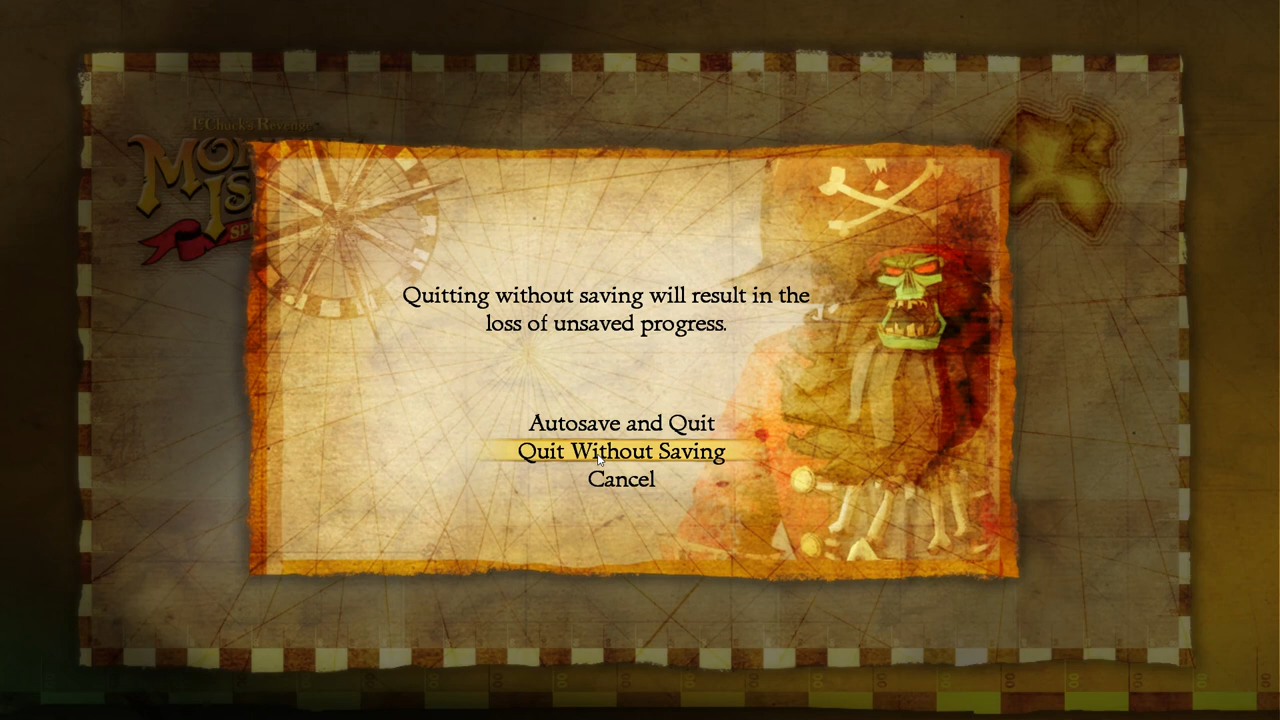 LeChuck's Revenge
Quitting without saving will result in the
loss of unsaved progress.
Autosave and Quit
Quit Without Saving
Cancel